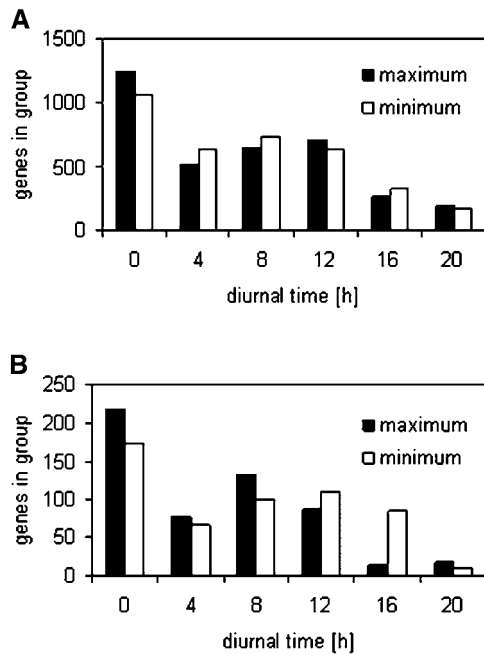 A
1500
1000
500
0
genes in group
maximum
minimum
0 4 8 12 16 20
diurnal time [h]
B
250
200
150
100
50
0
genes in group
maximum
minimum
0 4 8 12 16 20
diurnal time [h]